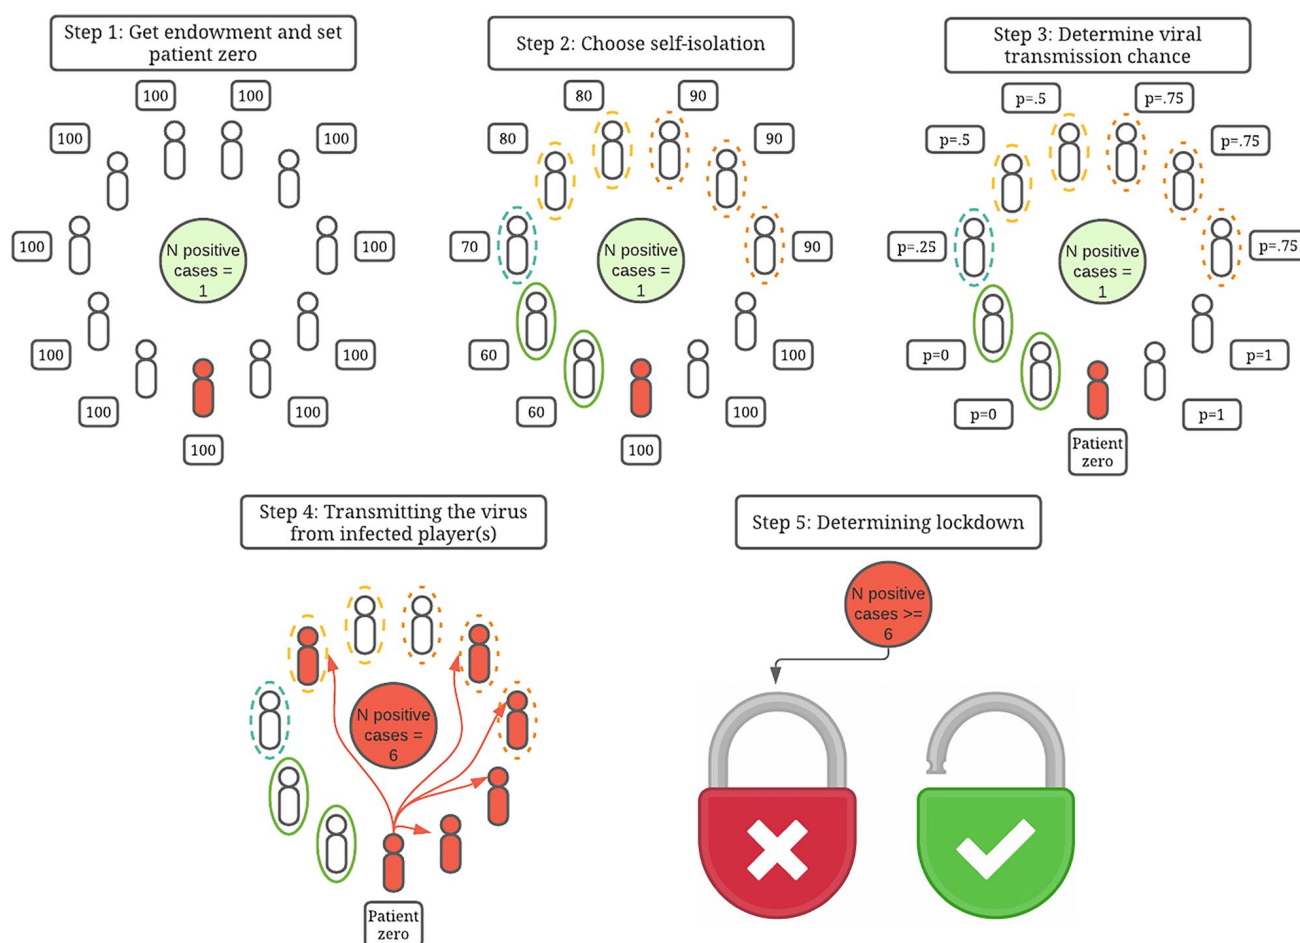 Step 1: Get endowment and set
patient zero
100
100
100
100
100
100
100
100
100
100
100
N positive
cases =
1
Step 2: Choose self-isolation
80
90
80
90
70
90
60
100
60
100
100
N positive
cases =
1
Step 3: Determine viral
transmission chance
p=.5
p=.75
p=.5
p=.75
p=.25
p=.75
p=0
p=1
p=0
p=1
N positive
cases =
1
Patient
zero
Step 4: Transmitting the virus
from infected player(s)
N positive
cases =
6
Patient
zero
Step 5: Determining lockdown
N positive
cases >=
6